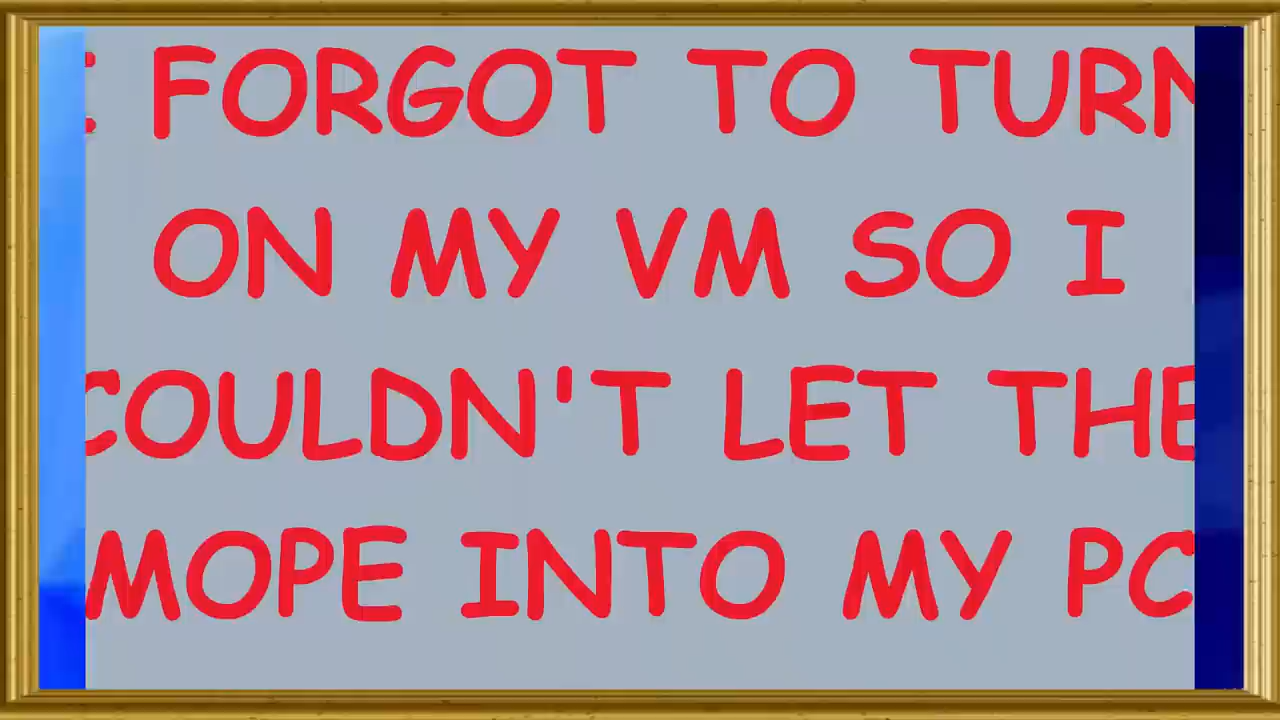 I FORGOT TO TURN
ON MY VM SO I
COULDN'T LET THE
MOPE INTO MY PC